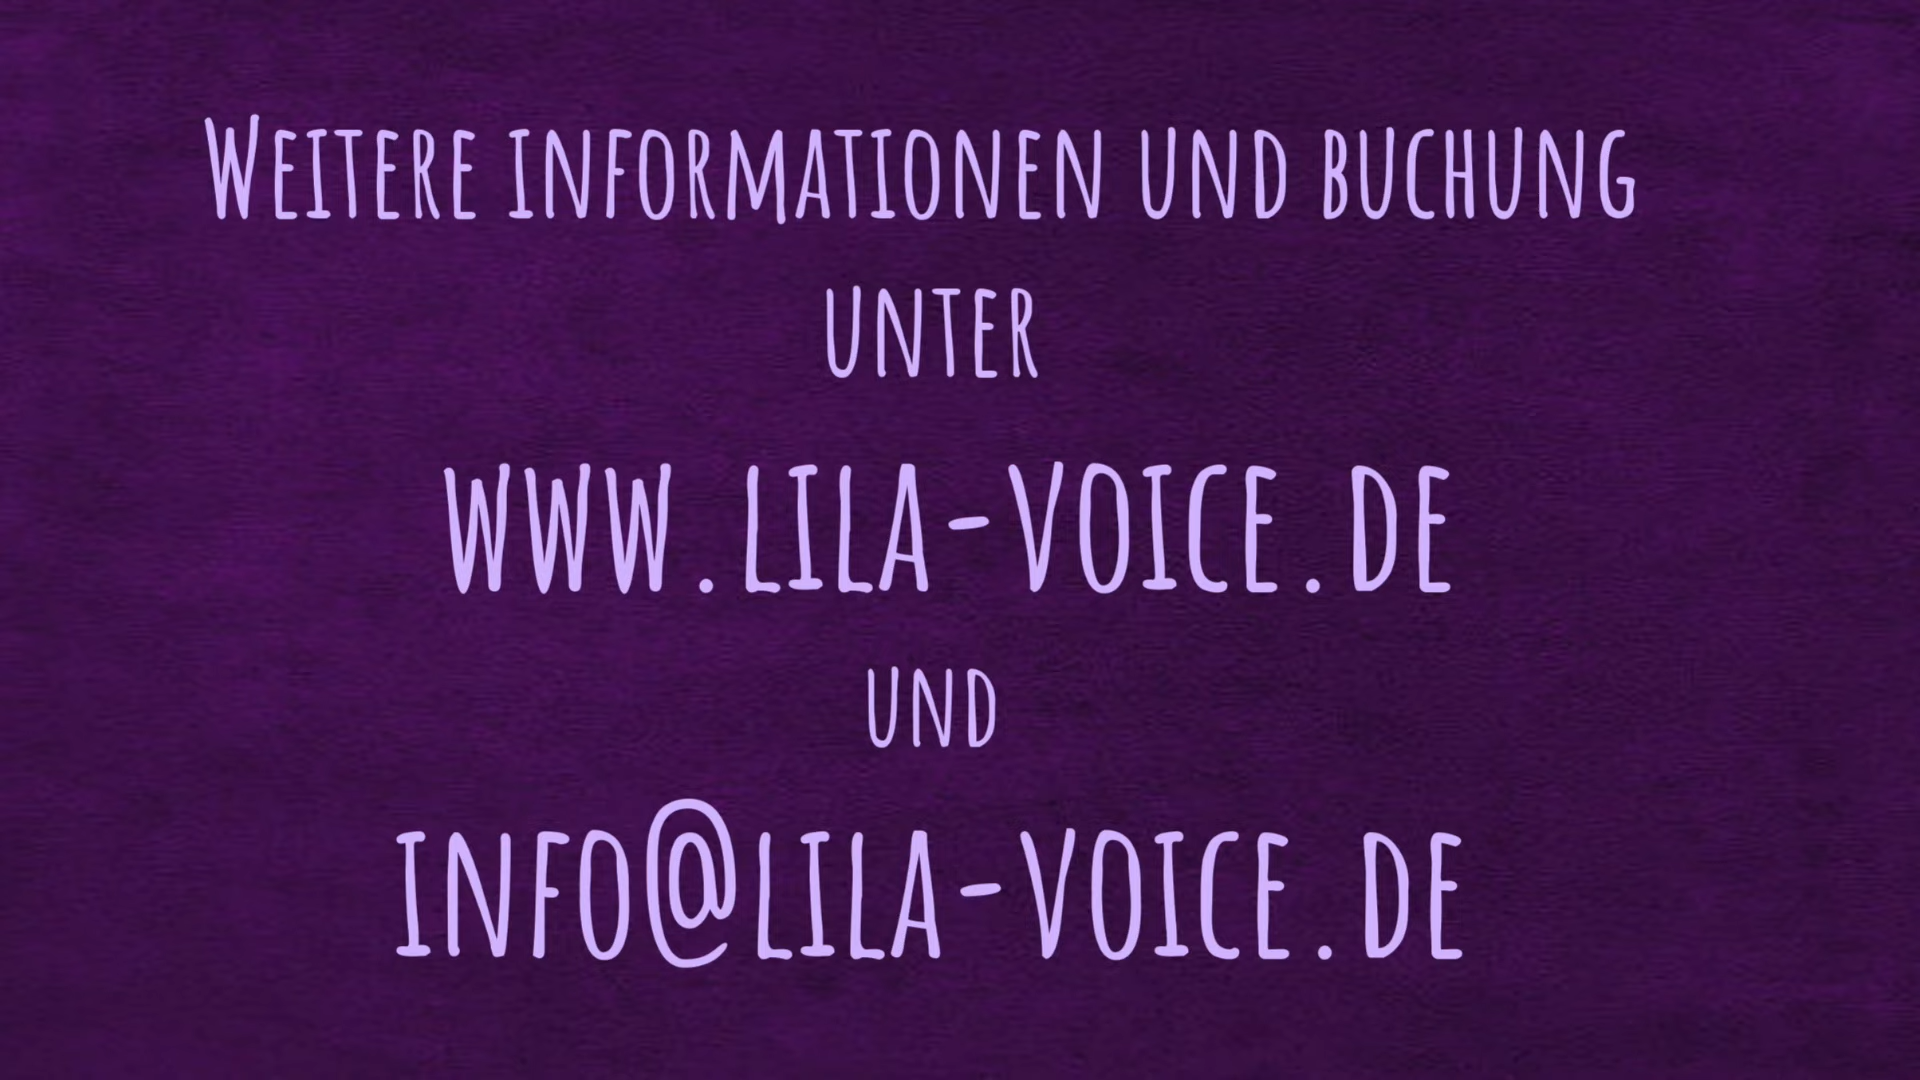 Weitere informationen und buchung
unter
www.lila-voice.de
und
info@lila-voice.de